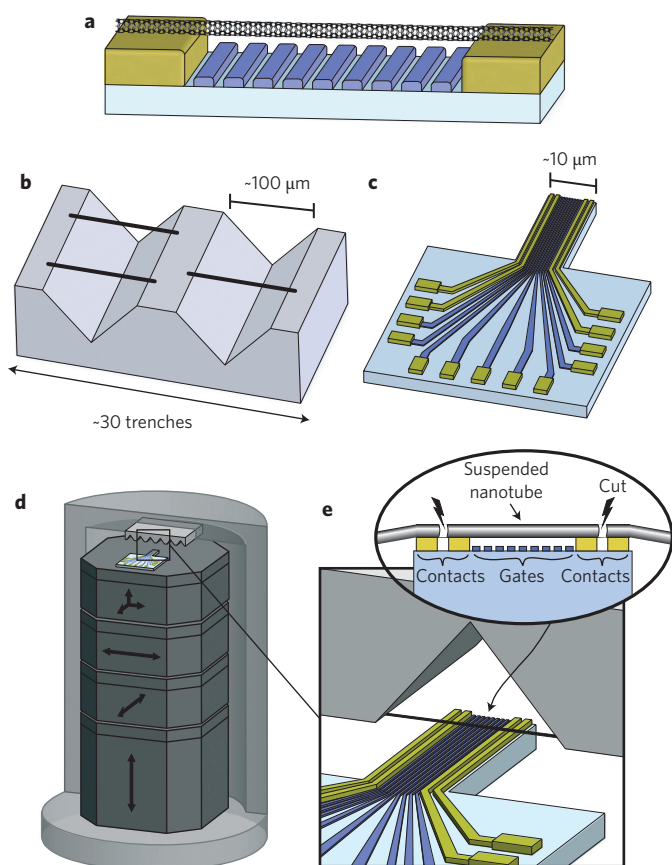 a
b
~100 µm
~30 trenches
c
~10 µm
d
e
Suspended
nanotube
Cut
Contacts
Gates
Contacts